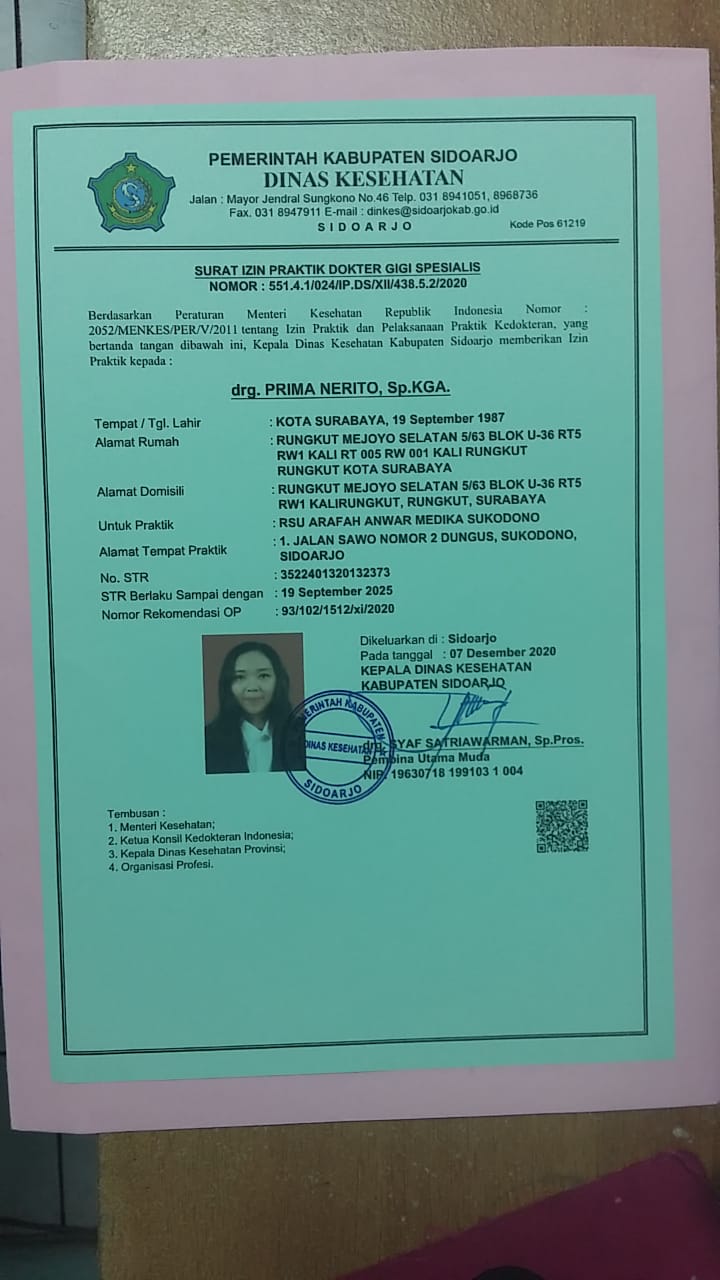 PEMERINTAH KABUPATEN SIDOARJO
DINAS KESEHATAN
Jalan : Mayor Jendral Sungkono No.46 Telp. 031 8941051, 8968736
Fax. 031 8947911 E-mail : dinkes@sidoarjokab.go.id
SIDOARJO
Kode Pos 61219
SURAT IZIN PRAKTIK DOKTER GIGI SPESIALIS
NOMOR : 551.4.1/024/IP.DS/XII/438.5.2/2020
Berdasarkan Peraturan Menteri Kesehatan Republik Indonesia Nomor :
2052/MENKES/PER/V/2011 tentang Izin Praktik dan Pelaksanaan Praktik Kedokteran, yang
bertanda tangan dibawah ini, Kepala Dinas Kesehatan Kabupaten Sidoarjo memberikan Izin
Praktik kepada :
drg. PRIMA NERITO, Sp.KGA.
Tempat / Tgl. Lahir : KOTA SURABAYA, 19 September 1987
Alamat Rumah : RUNGKUT MEJOYO SELATAN 5/63 BLOK U-36 RT5
RW1 KALI RT 005 RW 001 KALI RUNGKUT
RUNGKUT KOTA SURABAYA
Alamat Domisili : RUNGKUT MEJOYO SELATAN 5/63 BLOK U-36 RT5
RW1 KALIRUNGKUT, RUNGKUT, SURABAYA
Untuk Praktik : RSU ARAFAH ANWAR MEDIKA SUKODONO
Alamat Tempat Praktik : 1. JALAN SAWO NOMOR 2 DUNGUS, SUKODONO,
SIDOARJO
No. STR : 3522401320132373
STR Berlaku Sampai dengan : 19 September 2025
Nomor Rekomendasi OP : 93/102/1512/xi/2020
Dikeluarkan di : Sidoarjo
Pada tanggal : 07 Desember 2020
KEPALA DINAS KESEHATAN
KABUPATEN SIDOARJO
PEMERINTAH KABUPATEN
DINAS KESEHATAN
SIDOARJO
drg. SYAF SATRIAWARMAN, Sp.Pros.
Pembina Utama Muda
NIP. 19630718 199103 1 004
Tembusan :
1. Menteri Kesehatan;
2. Ketua Konsil Kedokteran Indonesia;
3. Kepala Dinas Kesehatan Provinsi;
4. Organisasi Profesi.